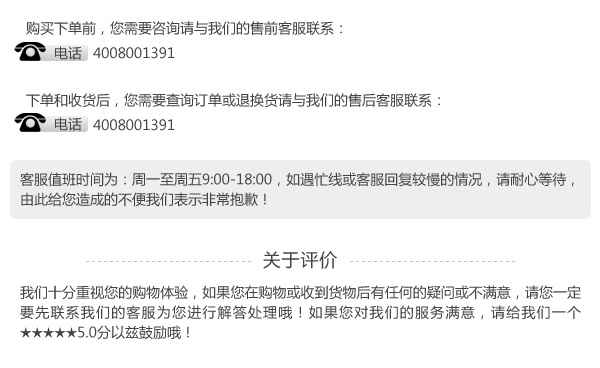 购买下单前，您需要咨询请与我们的售前客服联系：
电话 4008001391
下单和收货后，您需要查询订单或退换货请与我们的售后客服联系：
电话 4008001391
客服值班时间为：周一至周五9:00-18:00，如遇忙线或客服回复较慢的情况，请耐心等待，
由此给您造成的不便我们表示非常抱歉！
关于评价
我们十分重视您的购物体验，如果您在购物或收到货物后有任何的疑问或不满意，请您一定
要先联系我们的客服为您进行解答处理哦！如果您对我们的服务满意，请给我们一个
★★★★★5.0分以兹鼓励哦！